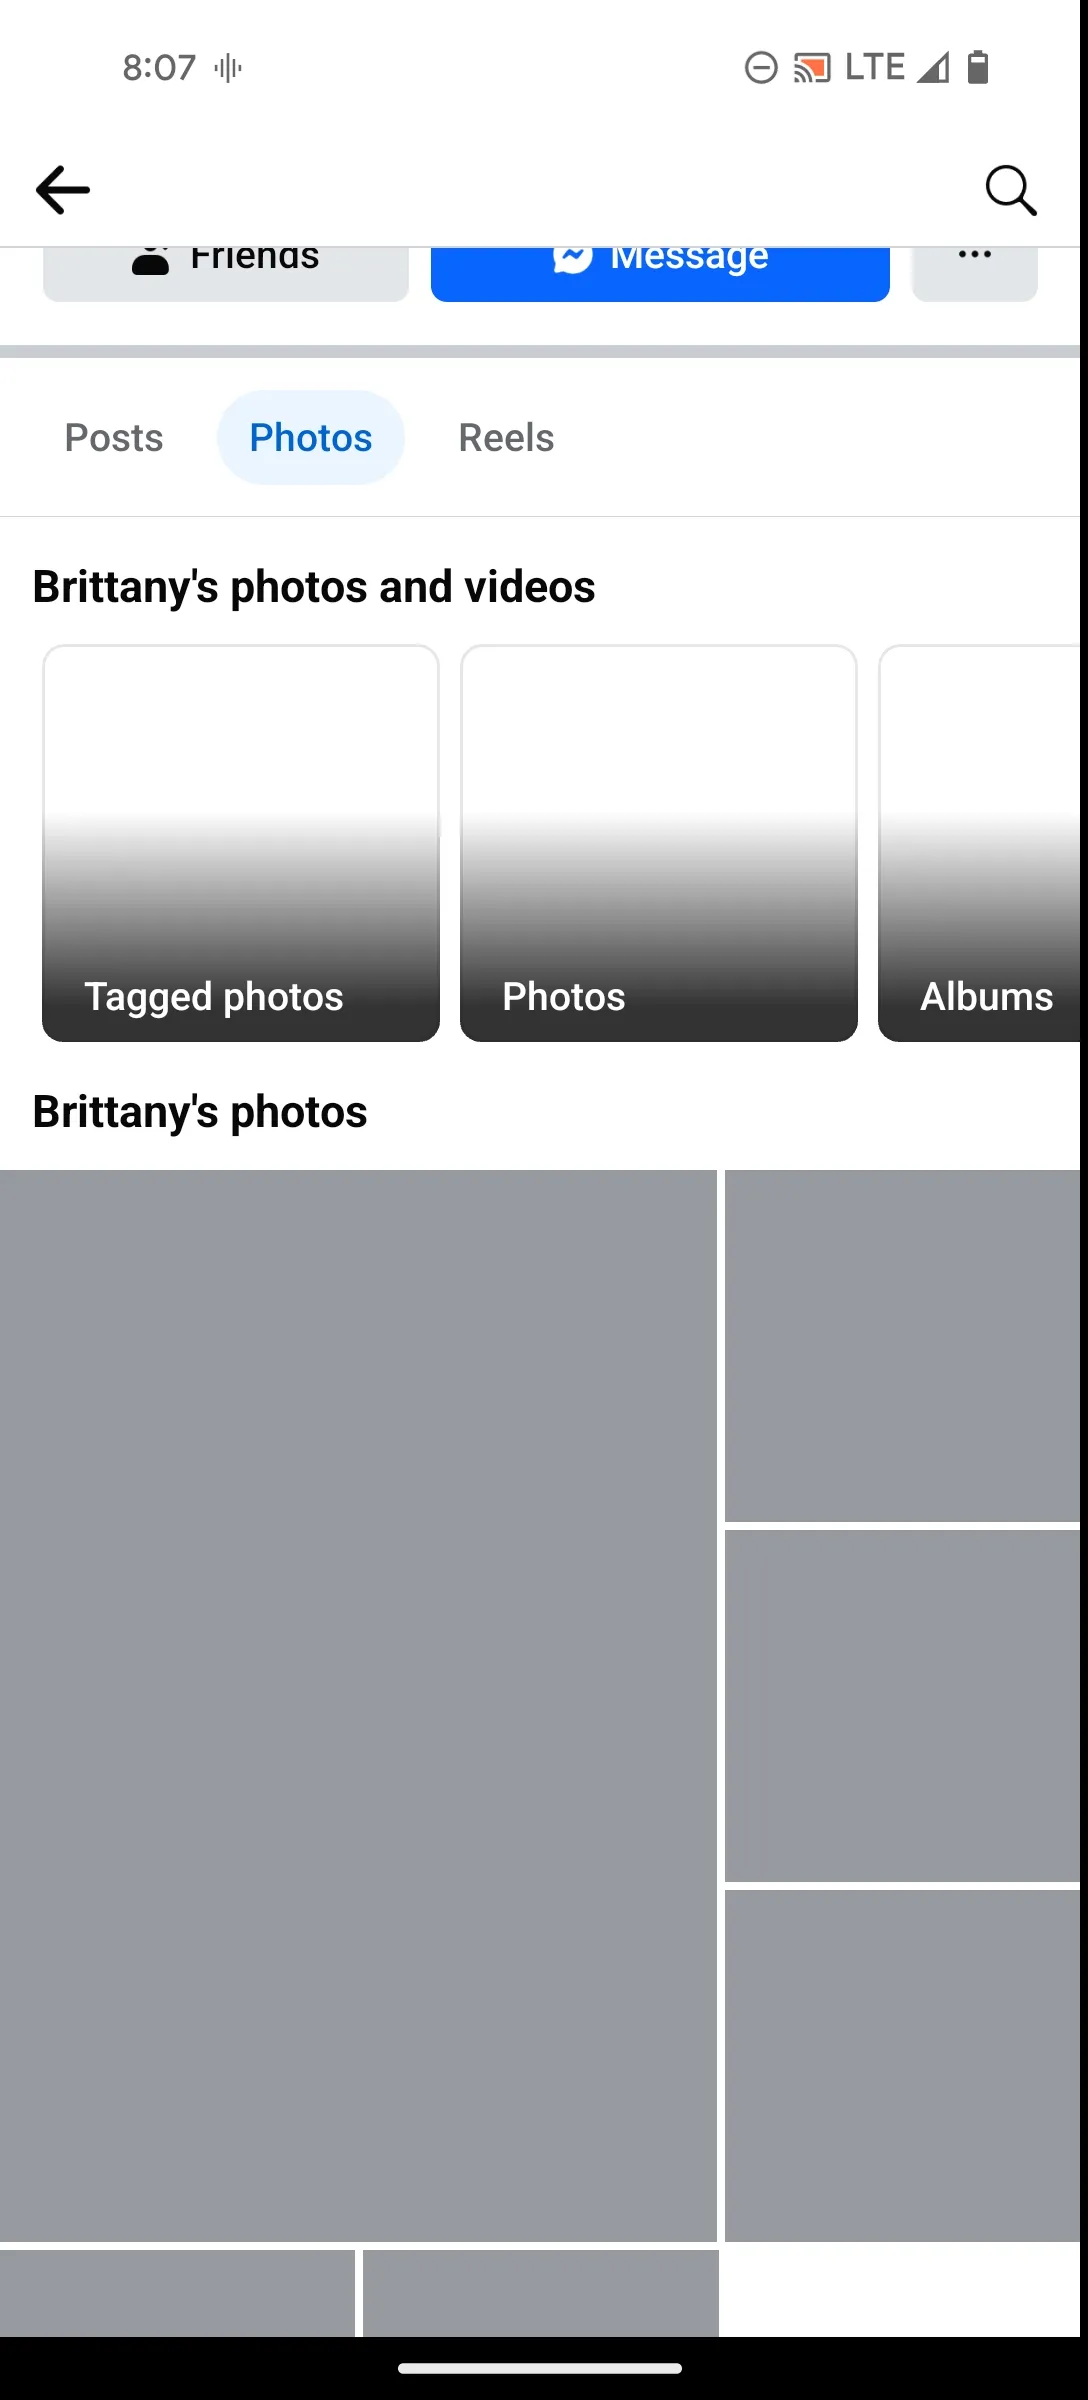 8:07 LTE
Friends Message
Posts Photos Reels
Brittany's photos and videos
Tagged photos Photos Albums
Brittany's photos